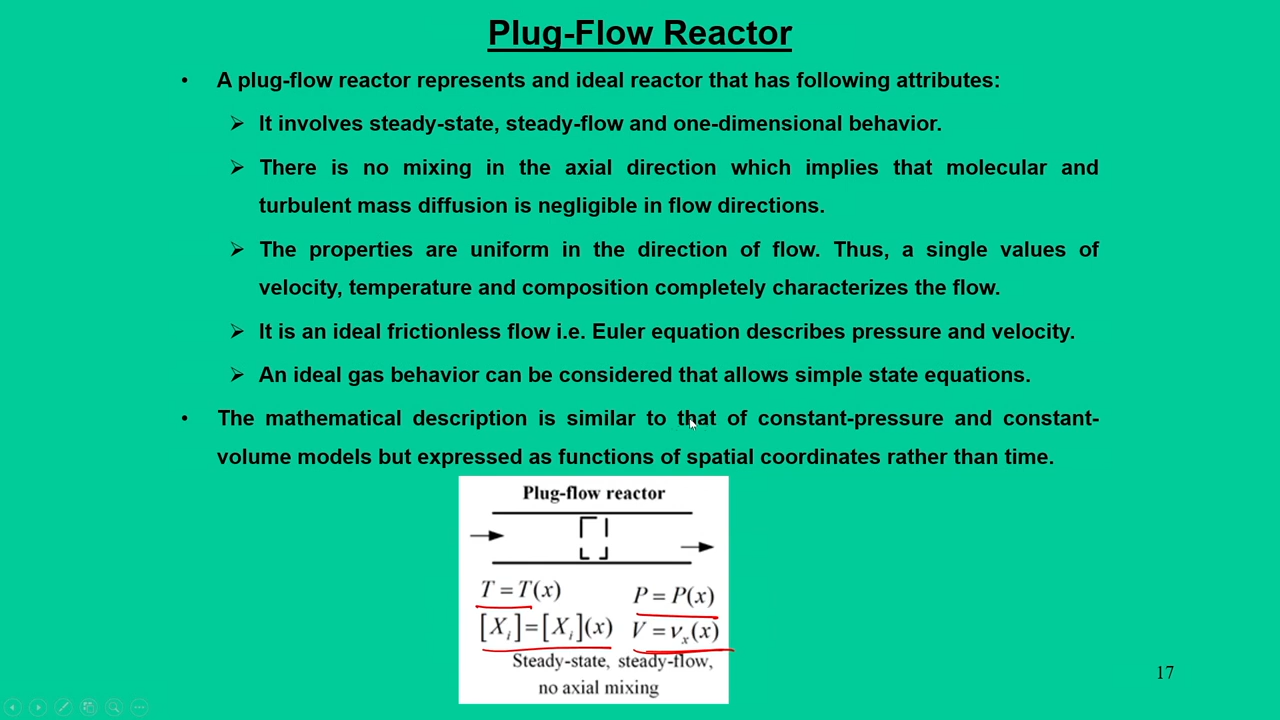 Plug-Flow Reactor
• A plug-flow reactor represents and ideal reactor that has following attributes:
➢ It involves steady-state, steady-flow and one-dimensional behavior.
➢ There is no mixing in the axial direction which implies that molecular and
turbulent mass diffusion is negligible in flow directions.
➢ The properties are uniform in the direction of flow. Thus, a single values of
velocity, temperature and composition completely characterizes the flow.
➢ It is an ideal frictionless flow i.e. Euler equation describes pressure and velocity.
➢ An ideal gas behavior can be considered that allows simple state equations.
• The mathematical description is similar to that of constant-pressure and constant-
volume models but expressed as functions of spatial coordinates rather than time.
Plug-flow reactor
T = T(x) P = P(x)
[X_i] = [X_i](x) V = v_x(x)
Steady-state, steady-flow,
no axial mixing
17